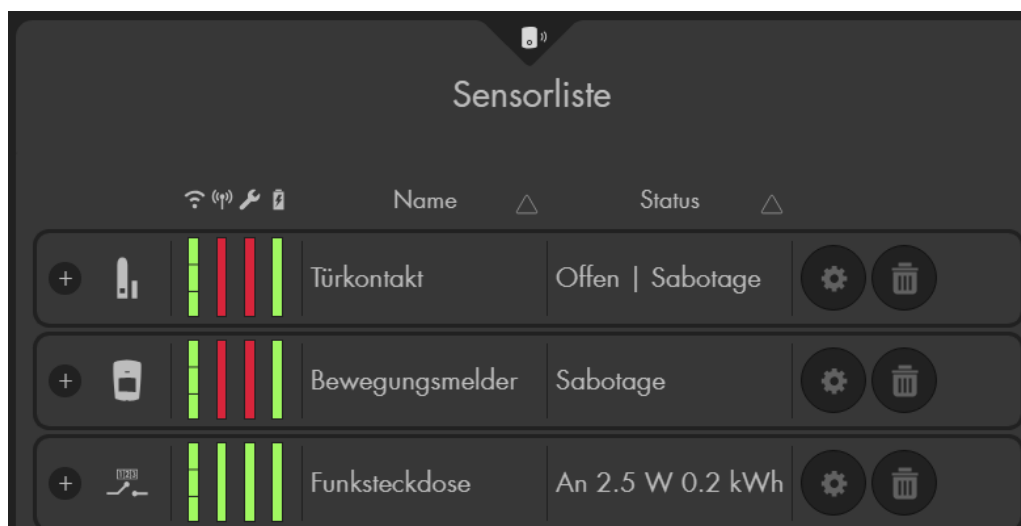 Sensorliste
Name Status
Türkontakt Offen | Sabotage
Bewegungsmelder Sabotage
Funksteckdose An 2.5 W 0.2 kWh